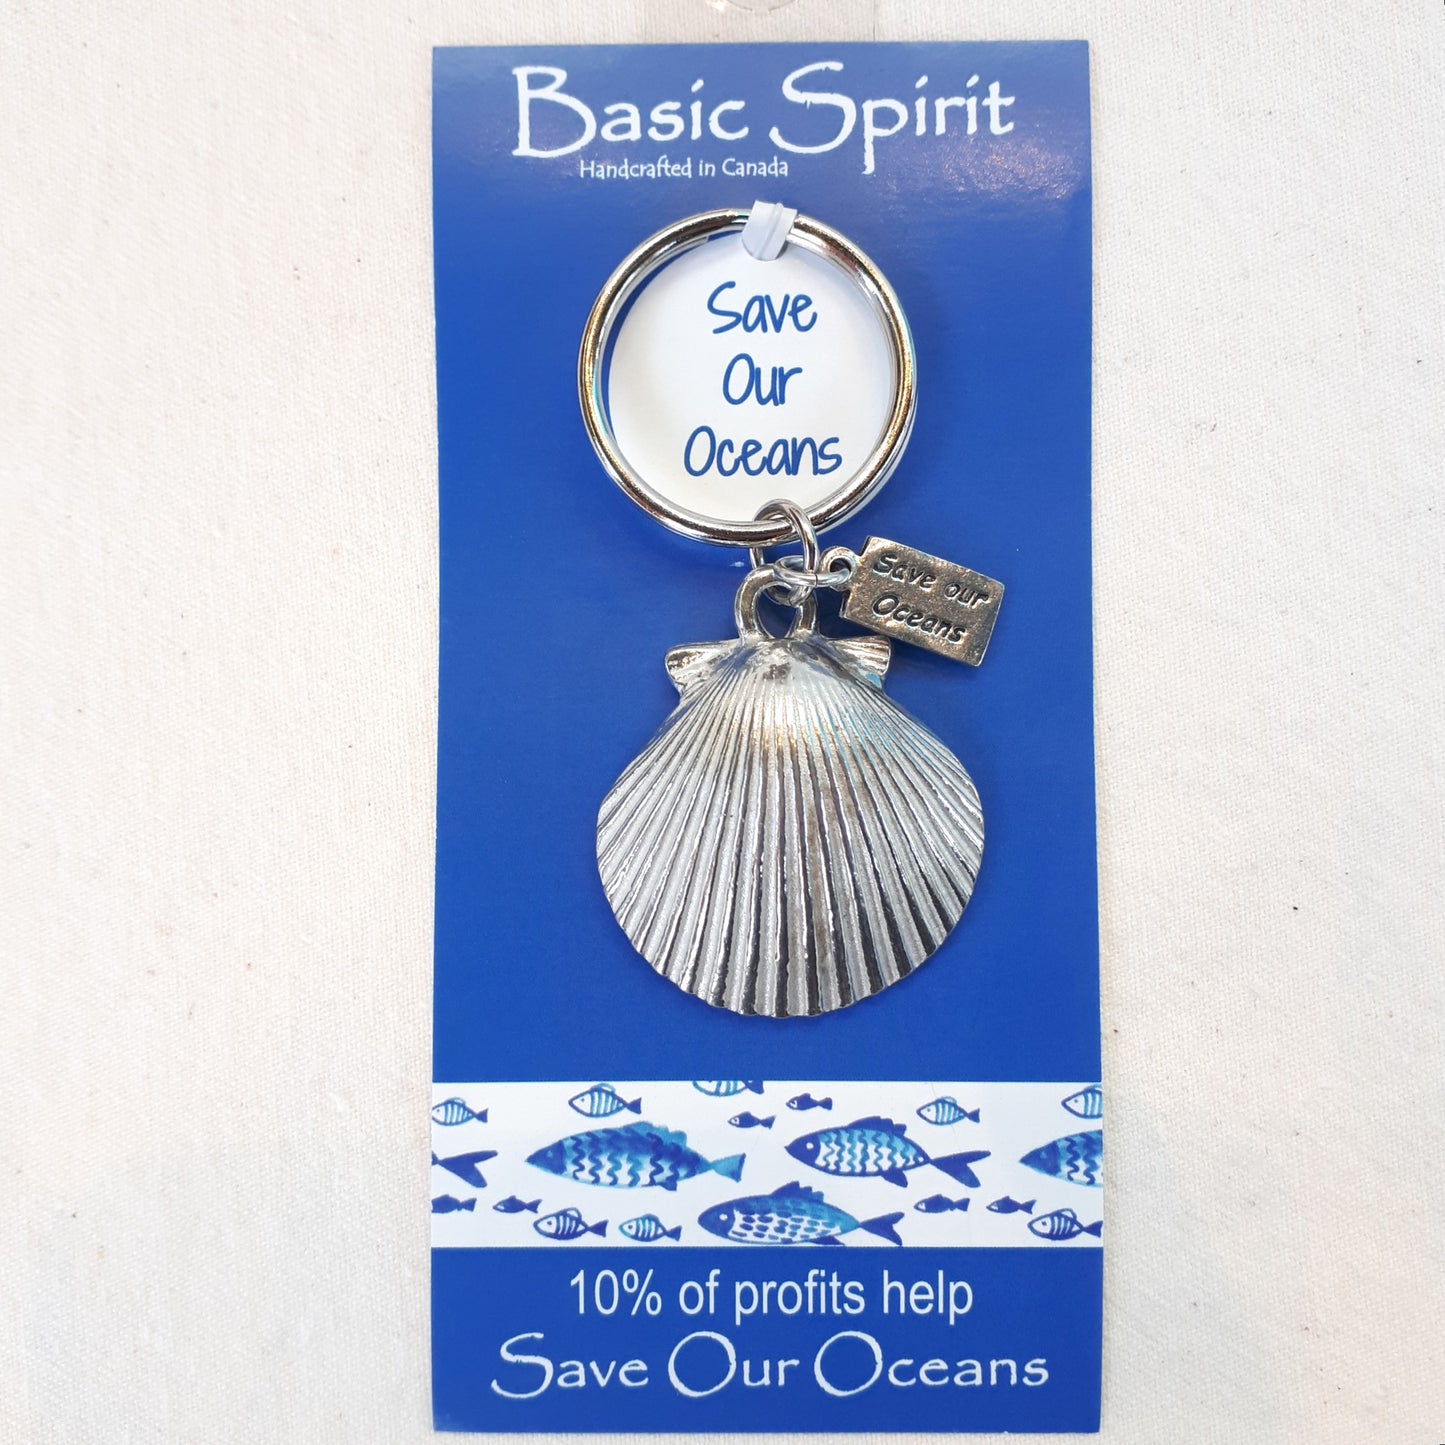 Basic Spirit
Handcrafted in Canada
Save
Our
Oceans
Save our
Oceans
10% of profits help
Save Our Oceans